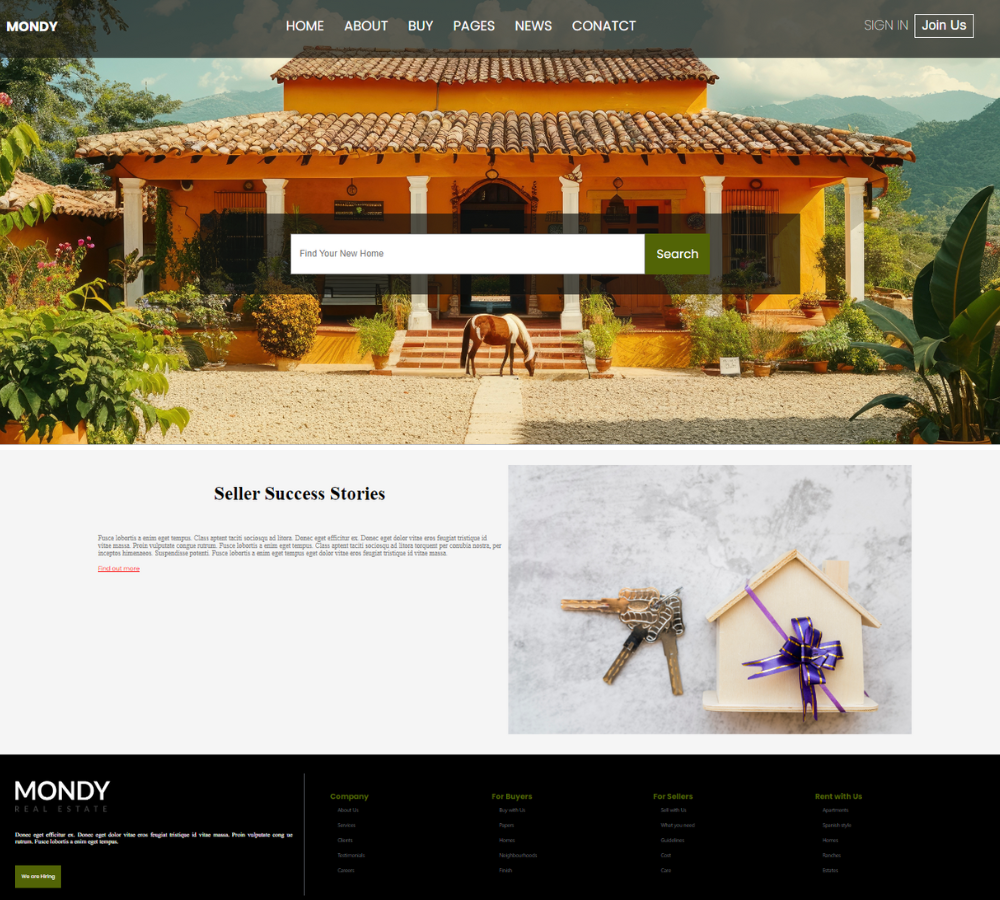 MONDY
HOME ABOUT BUY PAGES NEWS CONATCT
SIGN IN Join Us
Find Your New Home Search
Seller Success Stories
Fusce lobortis a enim eget tempus. Class aptent taciti sociosqu ad litora. Donec eget efficitur ex. Donec eget dolor vitae eros feugiat tristique id
vitae massa. Proin vulputate congue rutrum. Fusce lobortis a enim eget tempus. Class aptent taciti sociosqu ad litora torquent per conubia nostra, per
inceptos himenaeos. Suspendisse potenti. Fusce lobortis a enim tempus eget dolor vitae eros feugiat tristique id vitae massa.
Find out more
MONDY
REAL ESTATE
Donec eget efficitur ex. Donec eget dolor vitae eros feugiat tristique id vitae massa. Proin vulputate cong ue
rutrum. Fusce lobortis a enim eget tempus.
We are Hiring
Company
About Us
Services
Clients
Testimonials
Careers
For Buyers
Buy with Us
Papers
Homes
Neighbourhoods
Finish
For Sellers
Sell with Us
What you need
Guidelines
Cost
Cars
Rent with Us
Apartments
Spanish style
Homes
Ranches